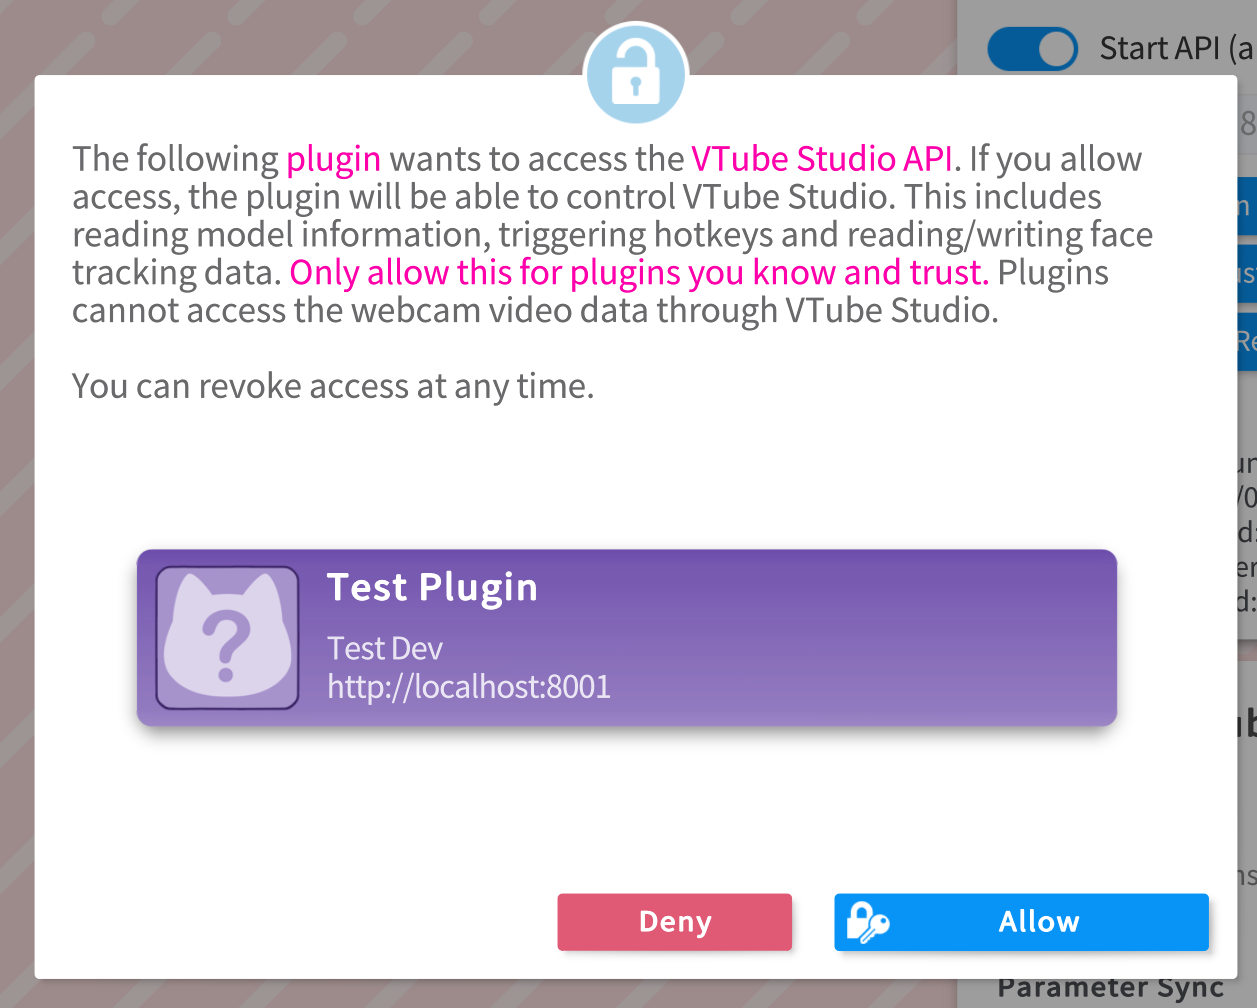 Start API (a
8
The following plugin wants to access the VTube Studio API. If you allow
access, the plugin will be able to control VTube Studio. This includes
reading model information, triggering hotkeys and reading/writing face
tracking data. Only allow this for plugins you know and trust. Plugins
cannot access the webcam video data through VTube Studio.
You can revoke access at any time.
?
Test Plugin
Test Dev
http://localhost:8001
Deny
Allow
Parameter Sync